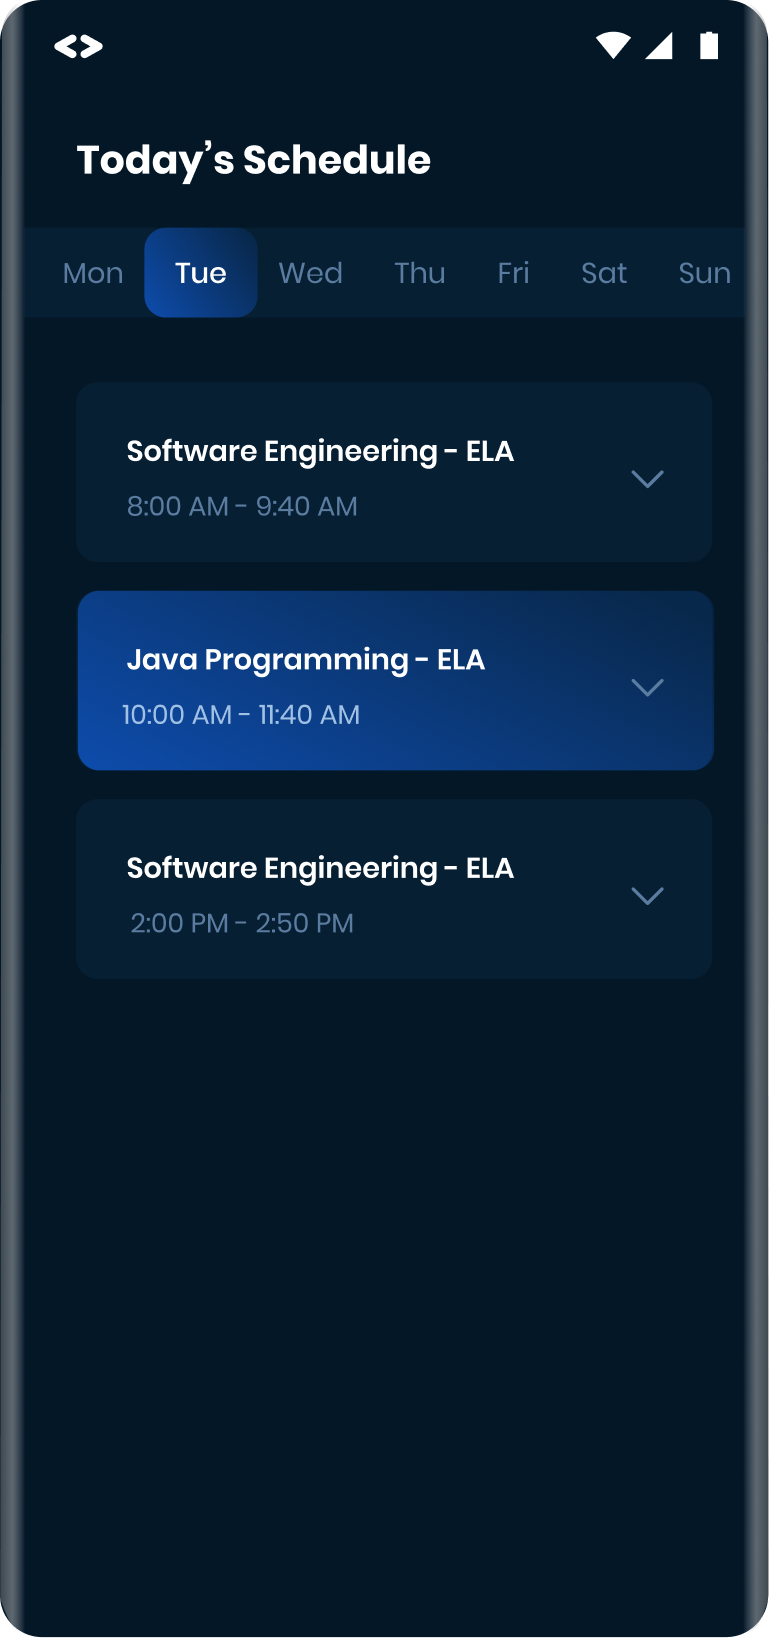 Today’s Schedule
Mon Tue Wed Thu Fri Sat Sun
Software Engineering - ELA
8:00 AM - 9:40 AM
Java Programming - ELA
10:00 AM - 11:40 AM
Software Engineering - ELA
2:00 PM - 2:50 PM